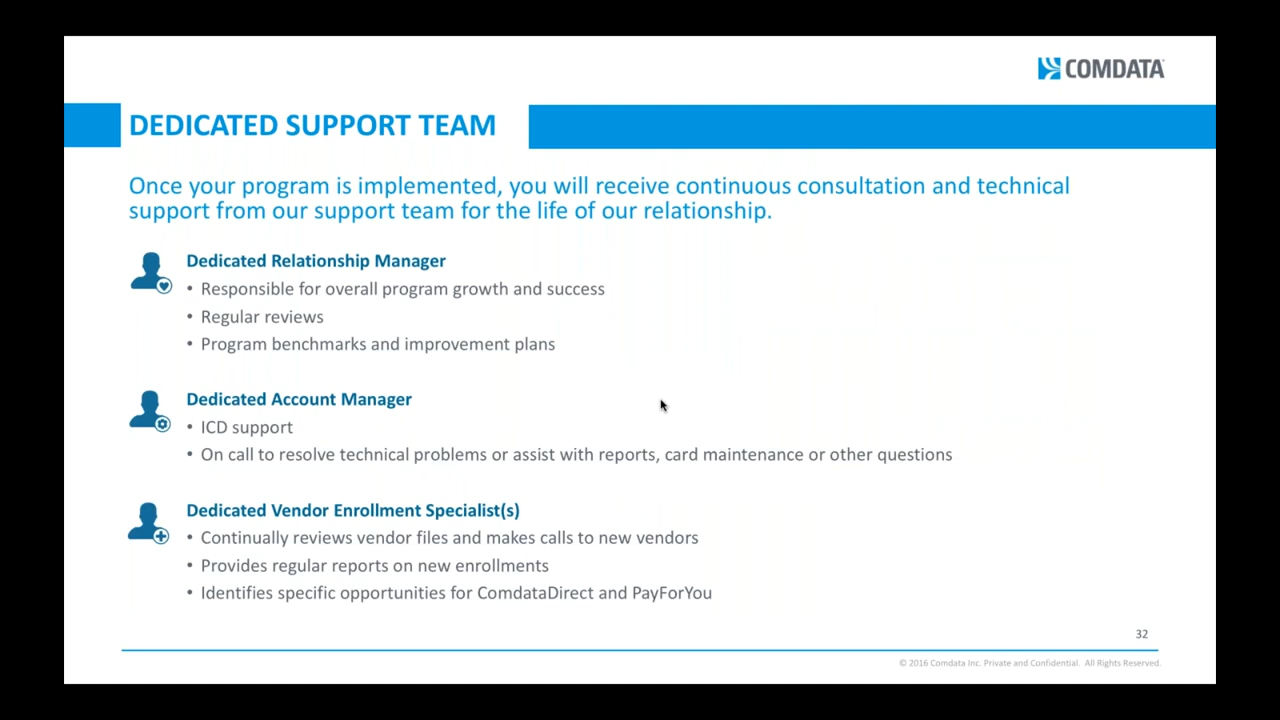 COMDATA
DEDICATED SUPPORT TEAM
Once your program is implemented, you will receive continuous consultation and technical
support from our support team for the life of our relationship.
Dedicated Relationship Manager
• Responsible for overall program growth and success
• Regular reviews
• Program benchmarks and improvement plans
Dedicated Account Manager
• ICD support
• On call to resolve technical problems or assist with reports, card maintenance or other questions
Dedicated Vendor Enrollment Specialist(s)
• Continually reviews vendor files and makes calls to new vendors
• Provides regular reports on new enrollments
• Identifies specific opportunities for ComdataDirect and PayForYou
32
© 2016 Comdata Inc. Private and Confidential. All Rights Reserved.